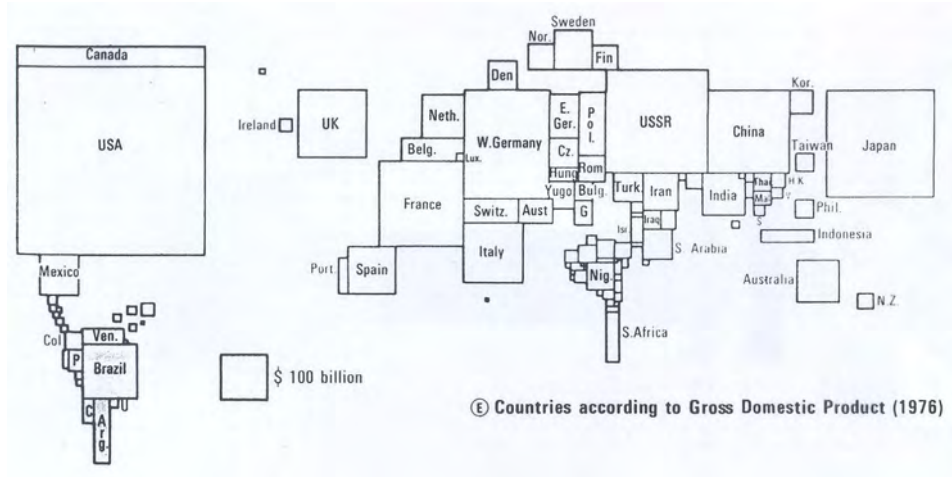 Canada
USA
Mexico
Col
Ven.
P
Brazil
C
U
Arg.
$ 100 billion
Ireland
UK
Nor.
Sweden
Fin
Den
Neth.
Belg.
Lux.
W.Germany
E.
Ger.
Pol.
Cz.
Hung
Rom
Yugo
Bulg.
France
Switz.
Aust
G
Italy
Port.
Spain
USSR
China
Kor.
Taiwan
Japan
Turk.
Iran
Iraq
Isr.
S. Arabia
India
Thai
H K
Ma
S
Phil.
Indonesia
Australia
N.Z.
Nig.
S.Africa
E Countries according to Gross Domestic Product (1976)